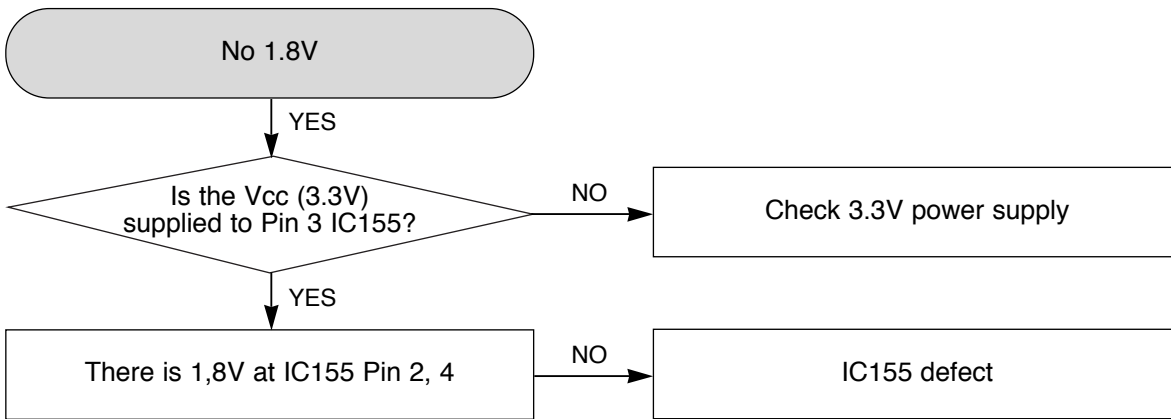 No 1.8V
YES
Is the Vcc (3.3V)
supplied to Pin 3 IC155?
NO
Check 3.3V power supply
YES
There is 1,8V at IC155 Pin 2, 4
NO
IC155 defect